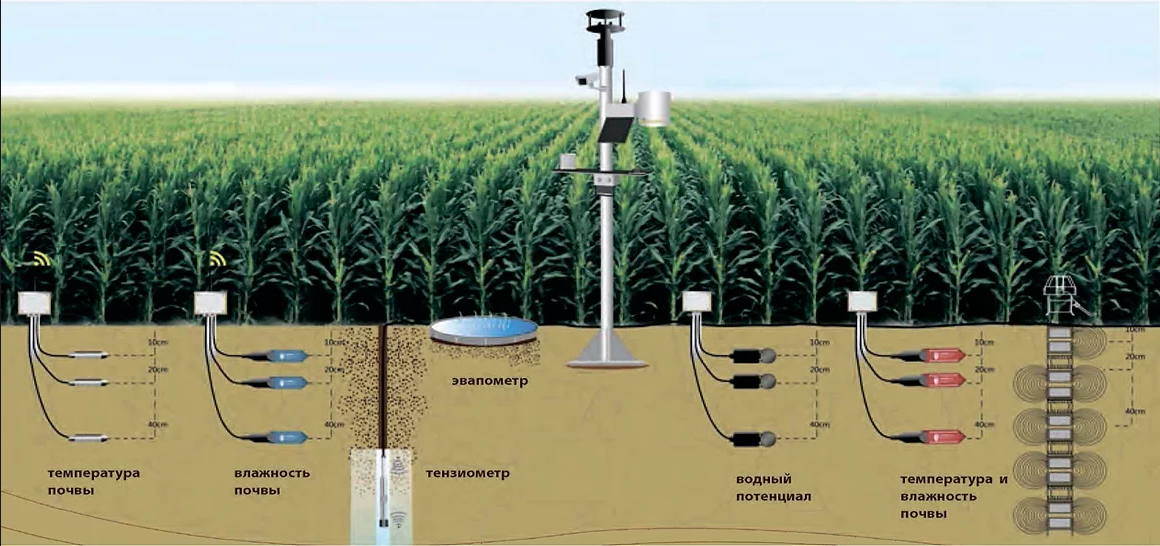 10cm
20cm
40cm
10cm
20cm
40cm
10cm
20cm
40cm
10cm
20cm
40cm
10cm
20cm
40cm
эвапометр
температура
почвы
влажность
почвы
тензиометр
водный
потенциал
температура и
влажность
почвы